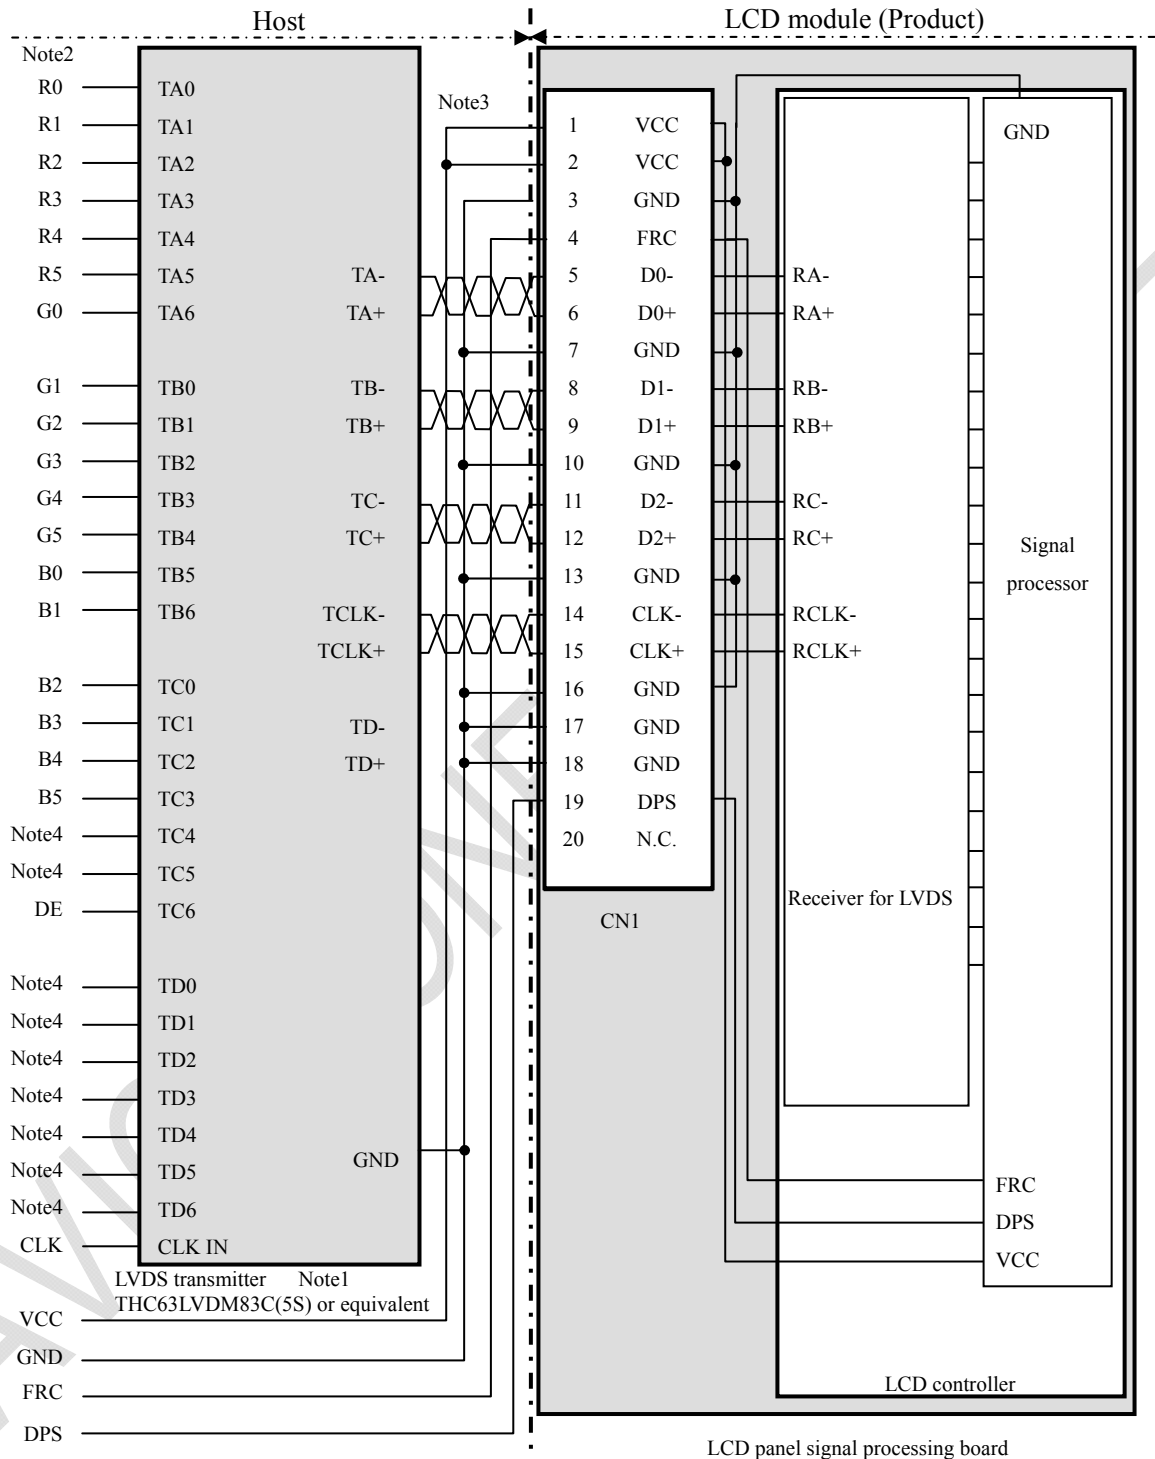 Host LCD module (Product)
Note2
R0 TA0
Note3
R1 TA1 1 VCC GND
R2 TA2 2 VCC
R3 TA3 3 GND
R4 TA4 4 FRC
R5 TA5 TA- 5 D0- RA-
G0 TA6 TA+ 6 D0+ RA+
7 GND
G1 TB0 TB- 8 D1- RB-
G2 TB1 TB+ 9 D1+ RB+
G3 TB2 10 GND
G4 TB3 TC- 11 D2- RC-
G5 TB4 TC+ 12 D2+ RC+
Signal
processor
B0 TB5 13 GND
B1 TB6 TCLK- 14 CLK- RCLK-
TCLK+ 15 CLK+ RCLK+
B2 TC0 16 GND
B3 TC1 TD- 17 GND
B4 TC2 TD+ 18 GND
B5 TC3 19 DPS
Note4 TC4 20 N.C.
Note4 TC5
Receiver for LVDS
DE TC6
CN1
Note4 TD0
Note4 TD1
Note4 TD2
Note4 TD3
Note4 TD4
GND
Note4 TD5
Note4 TD6
FRC
DPS
VCC
CLK CLK IN
LVDS transmitter Note1
THC63LVDM83C(5S) or equivalent
VCC
GND
FRC
DPS
LCD controller
LCD panel signal processing board